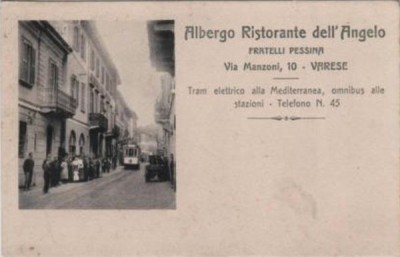 Albergo Ristorante dell'Angelo
FRATELLI PESSINA
Via Manzoni, 10 - VARESE
Tram elettrico alla Mediterranea, omnibus alle
stazioni - Telefono N. 45